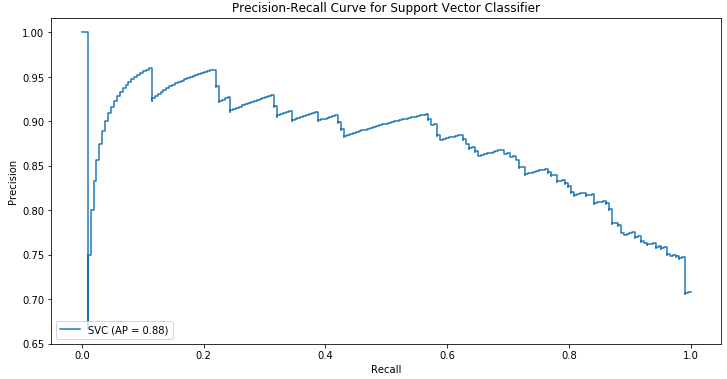 Precision-Recall Curve for Support Vector Classifier
1.00
0.95
0.90
0.85
0.80
0.75
0.70
0.65
Precision
SVC (AP = 0.88)
0.0 0.2 0.4 0.6 0.8 1.0
Recall